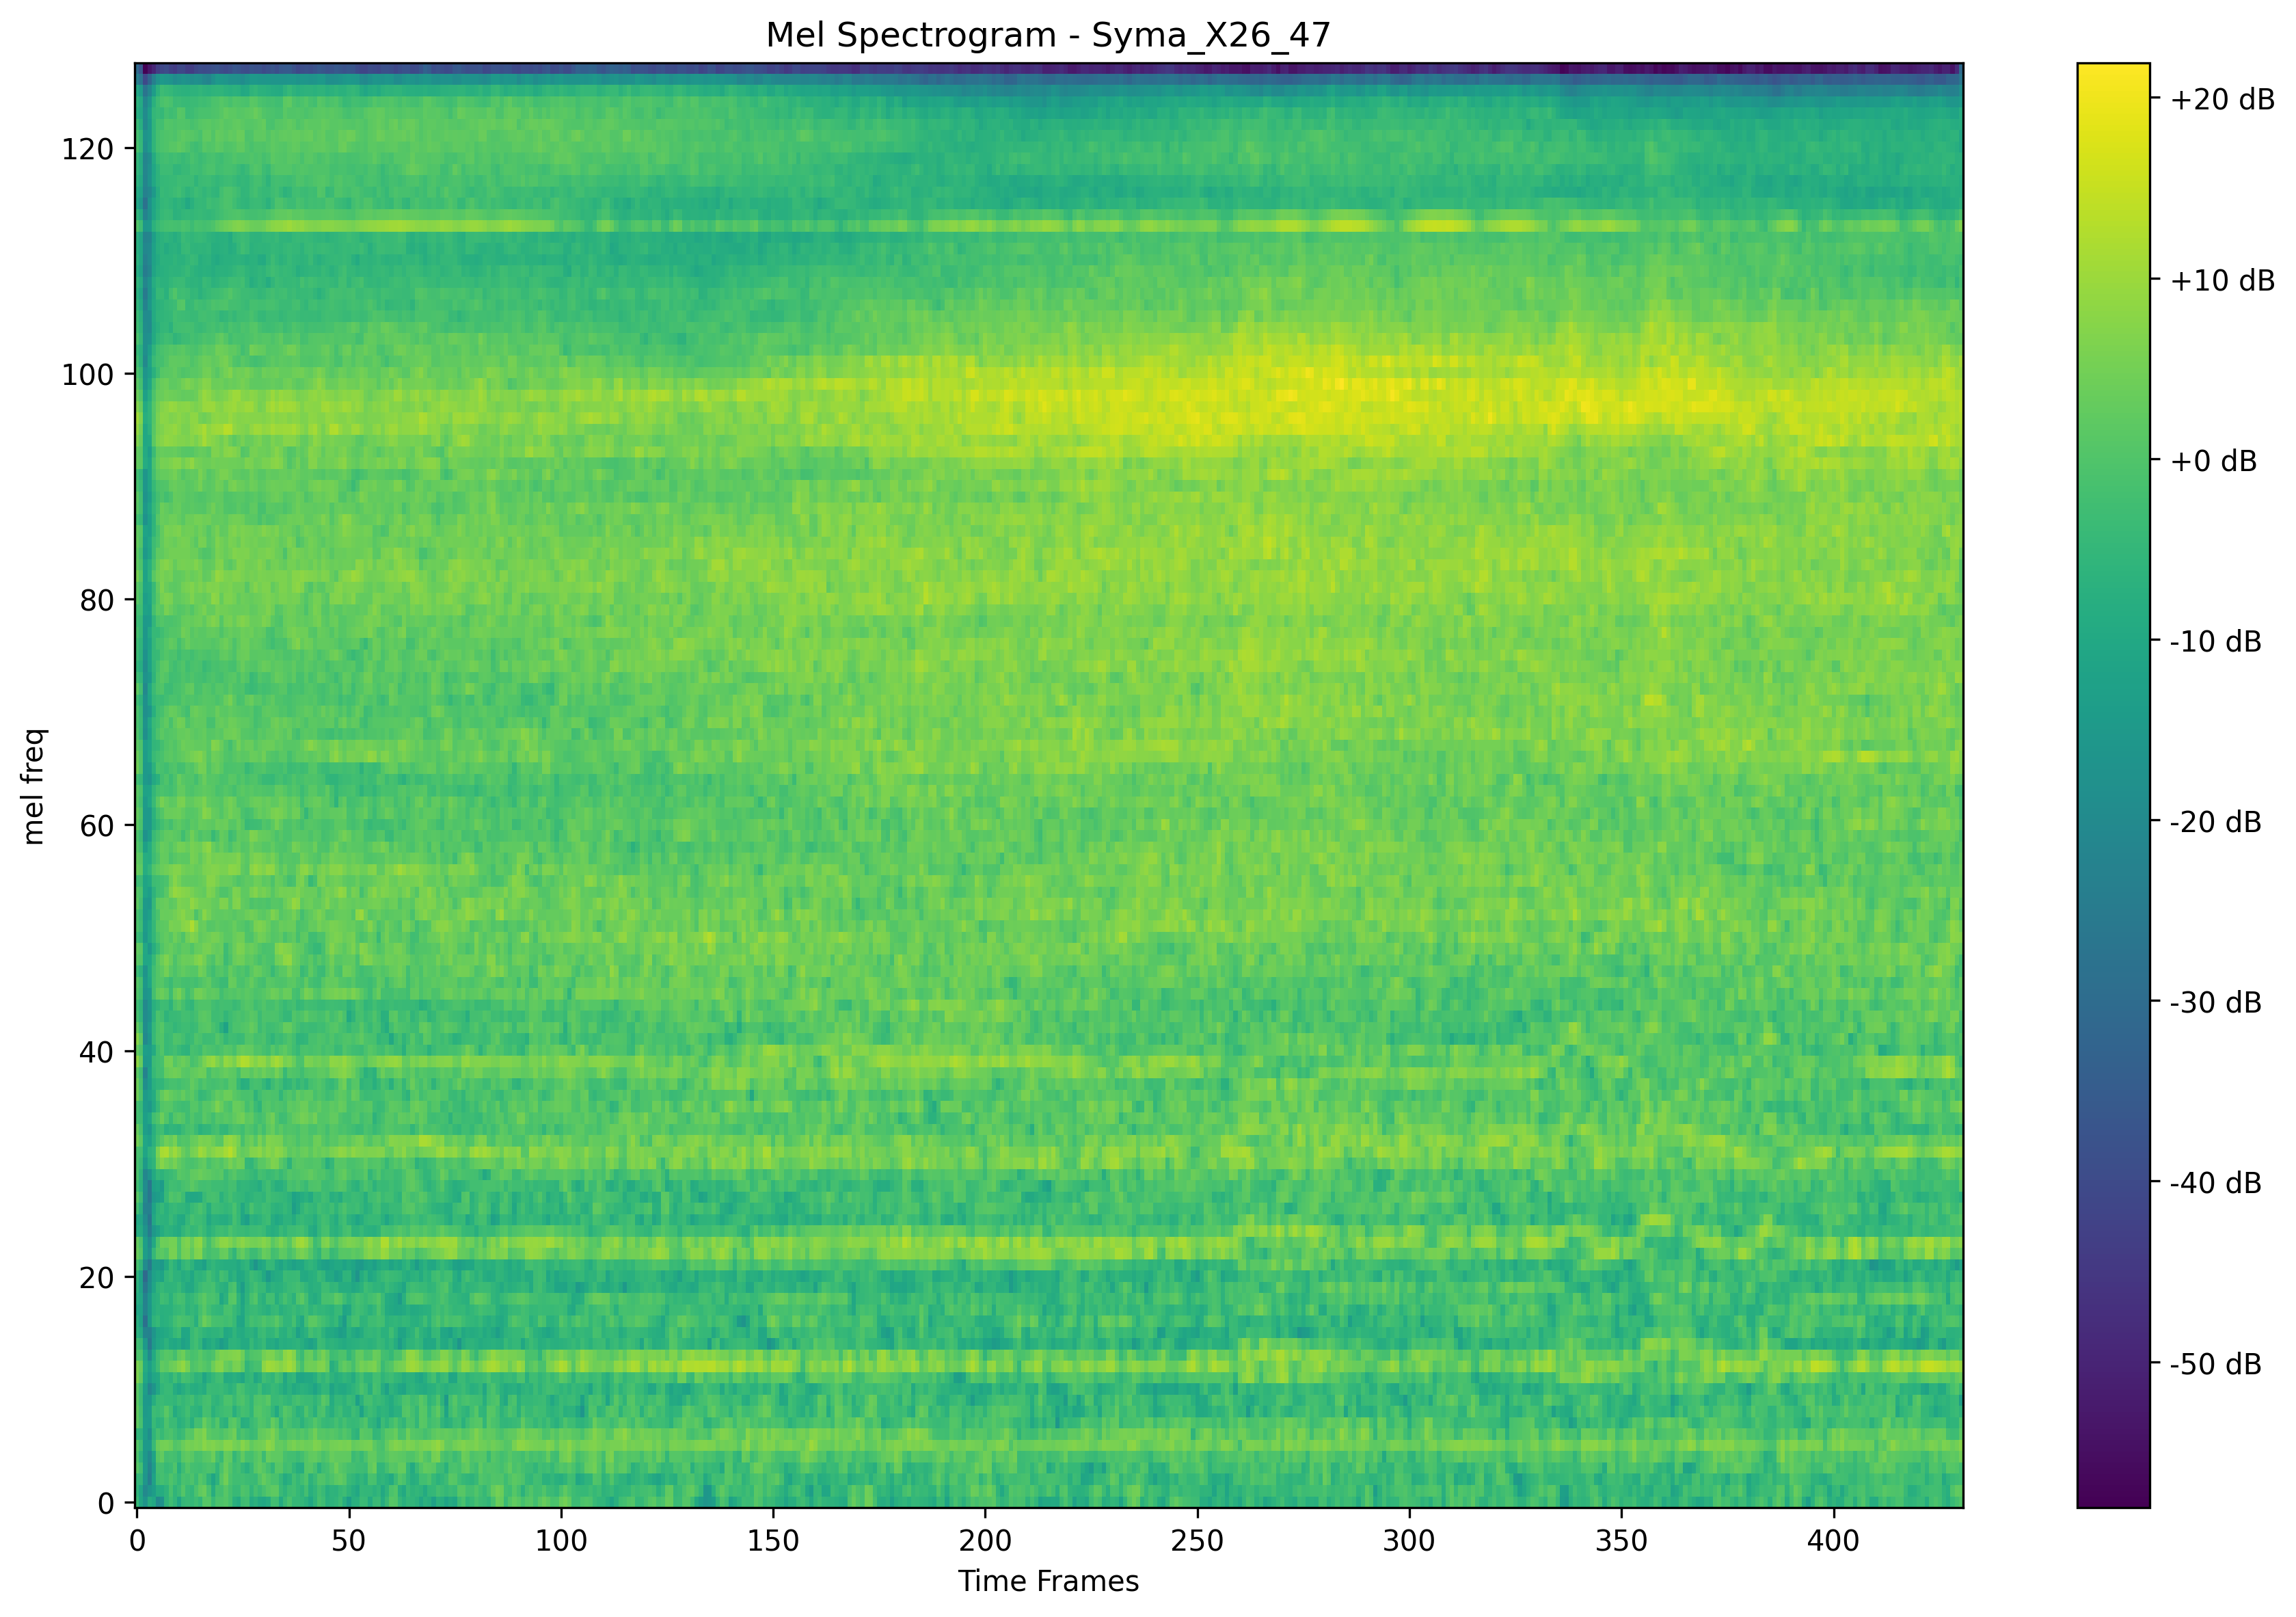 Mel Spectrogram - Syma_X26_47
mel freq
120
100
80
60
40
20
0
0 50 100 150 200 250 300 350 400
Time Frames
+20 dB
+10 dB
+0 dB
-10 dB
-20 dB
-30 dB
-40 dB
-50 dB